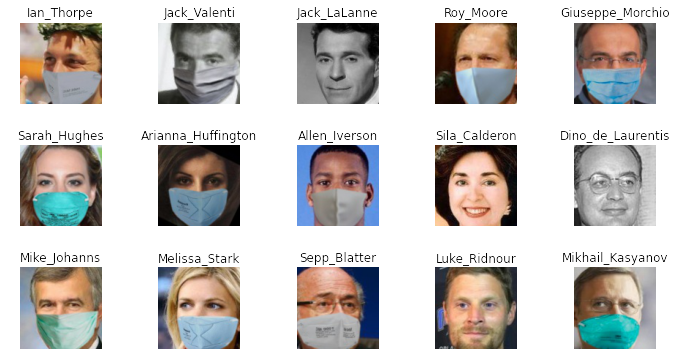 Ian_Thorpe
Jack_Valenti
Jack_LaLanne
Roy_Moore
Giuseppe_Morchio
Sarah_Hughes
Arianna_Huffington
Allen_Iverson
Sila_Calderon
Dino_de_Laurentis
Mike_Johanns
Melissa_Stark
Sepp_Blatter
Luke_Ridnour
Mikhail_Kasyanov